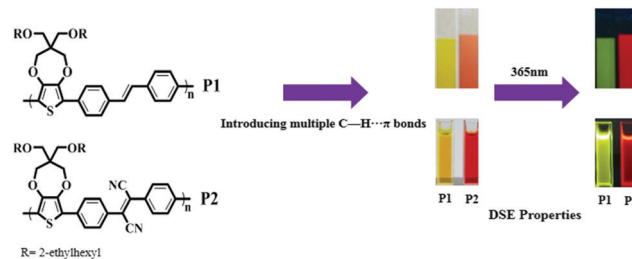 RO OR
O O
S
n
P1
RO OR
O O
S
NC
CN
n
P2
R= 2-ethylhexyl
Introducing multiple C—H···π bonds
365nm
P1 P2
P1 P
DSE Properties